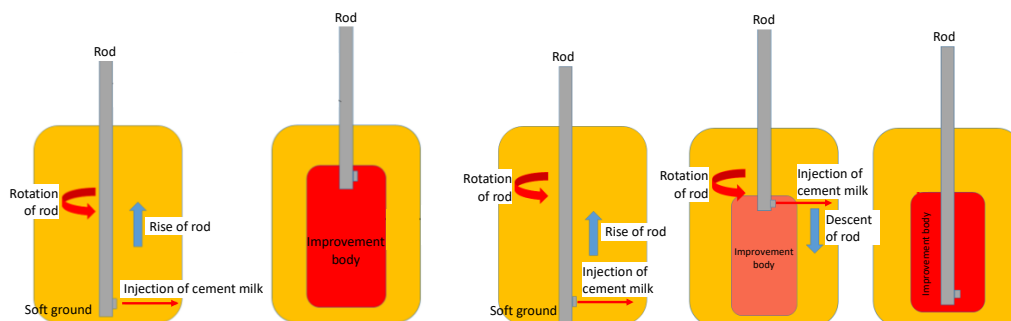 Rod
Rotation
of rod
Rise of rod
Injection of cement milk
Soft ground
Rod
Improvement
body
Rod
Rotation
of rod
Rise of rod
Injection of
cement milk
Soft ground
Rod
Rotation
of rod
Injection of
cement milk
Descent
of rod
Improvement
body
Rod
Improvement body